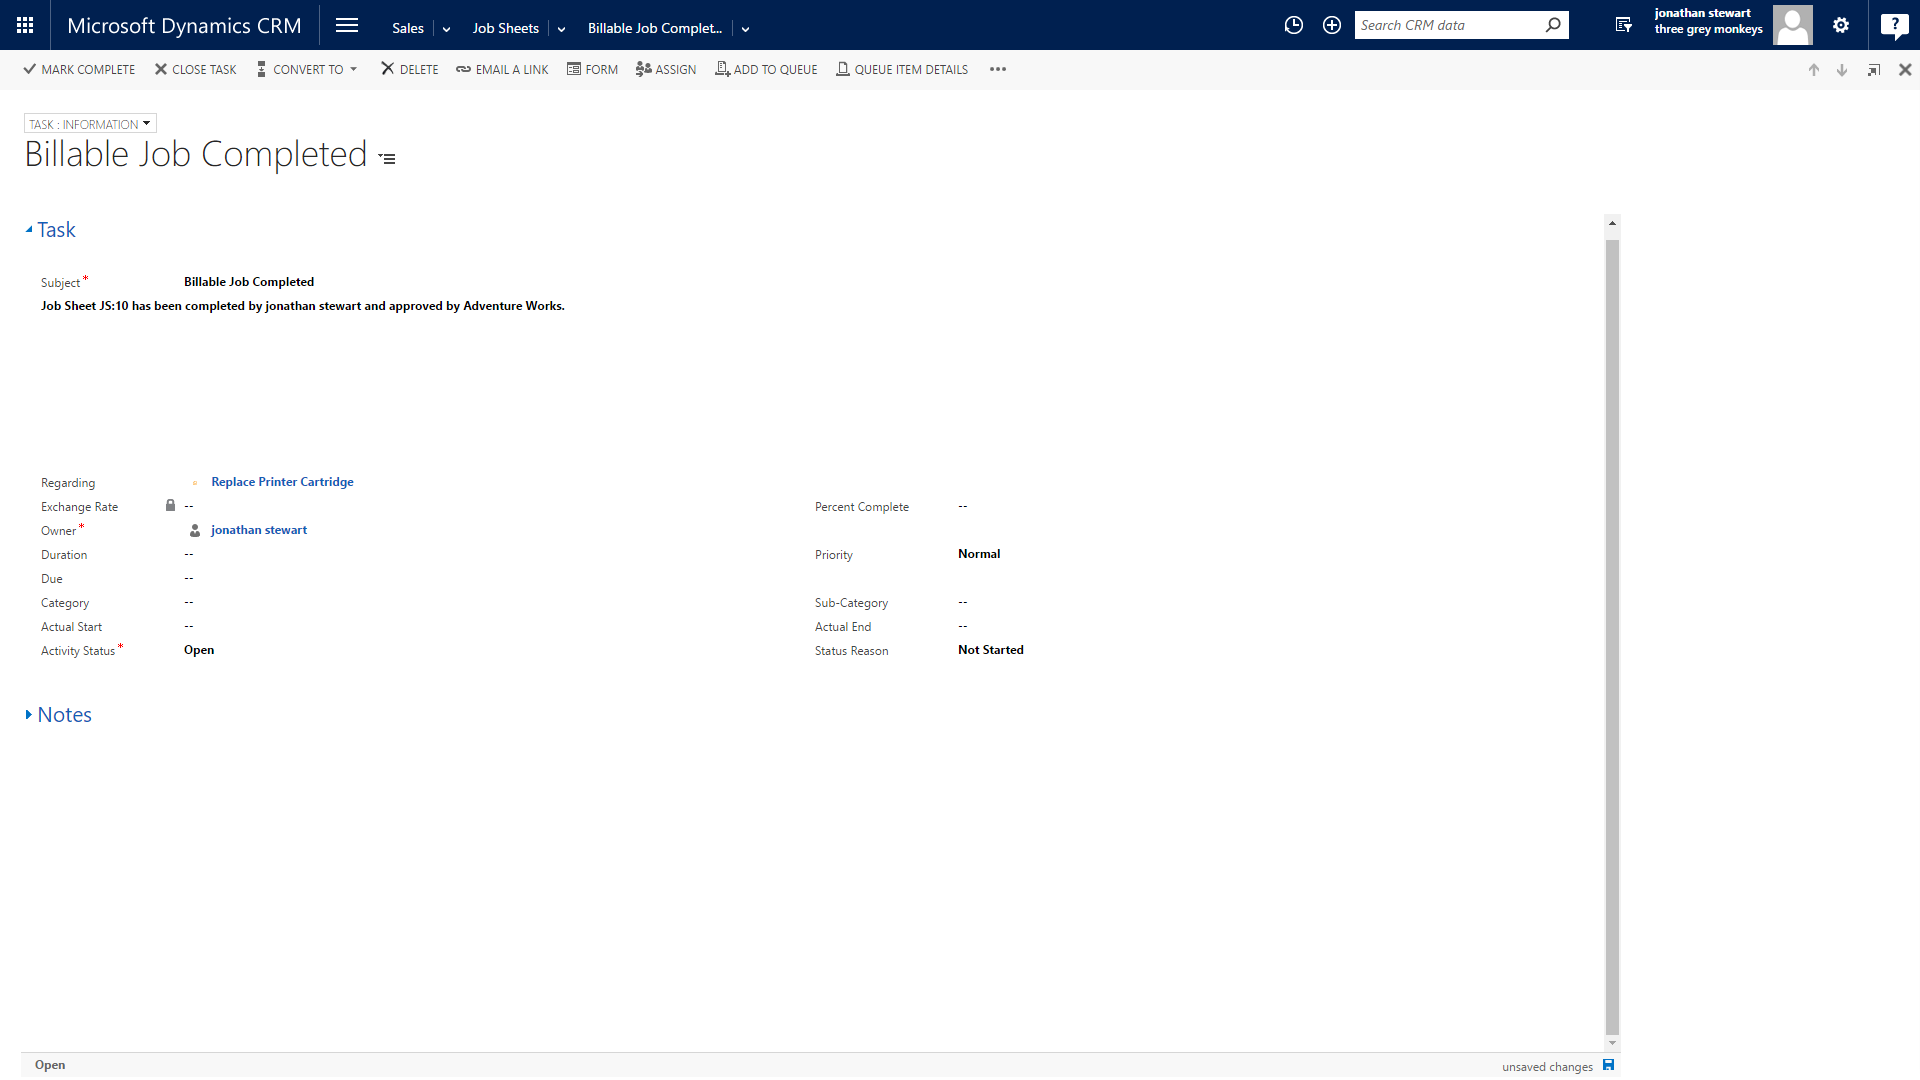 Microsoft Dynamics CRM
Sales
Job Sheets
Billable Job Complet...
Search CRM data
jonathan stewart
three grey monkeys
?
MARK COMPLETE
CLOSE TASK
CONVERT TO
DELETE
EMAIL A LINK
FORM
ASSIGN
ADD TO QUEUE
QUEUE ITEM DETAILS
TASK : INFORMATION
Billable Job Completed
Task
Subject* Billable Job Completed
Job Sheet JS:10 has been completed by jonathan stewart and approved by Adventure Works.
Regarding Replace Printer Cartridge
Exchange Rate -- Percent Complete --
Owner* jonathan stewart
Duration -- Priority Normal
Due --
Category -- Sub-Category --
Actual Start -- Actual End --
Activity Status* Open Status Reason Not Started
Notes
Open
unsaved changes